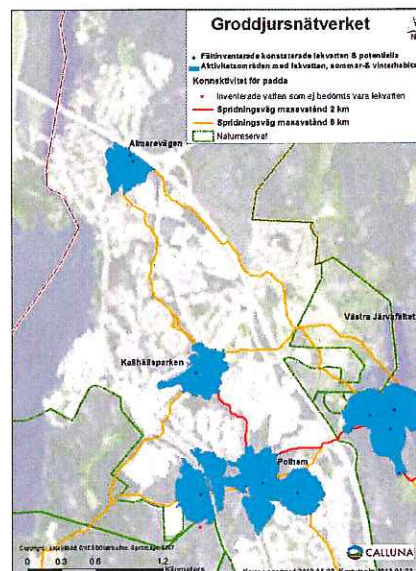 Groddjursnätverket
Fältinventerade konstaterade lekvatten & potentiella
Aktivitetsområden med lekvatten, sommar- & vinterhabitat
Konnektivitet för padda
Inventerade vatten som ej bedömts vara lekvatten
Spridningsväg maxavstånd 2 km
Spridningsväg maxavstånd 6 km
Naturreservat
Almarevägen
Västra Järvafältet
Kallhällsparken
Polhem
CALLUNA
0 0.3 0.6 1.2
Kilometers